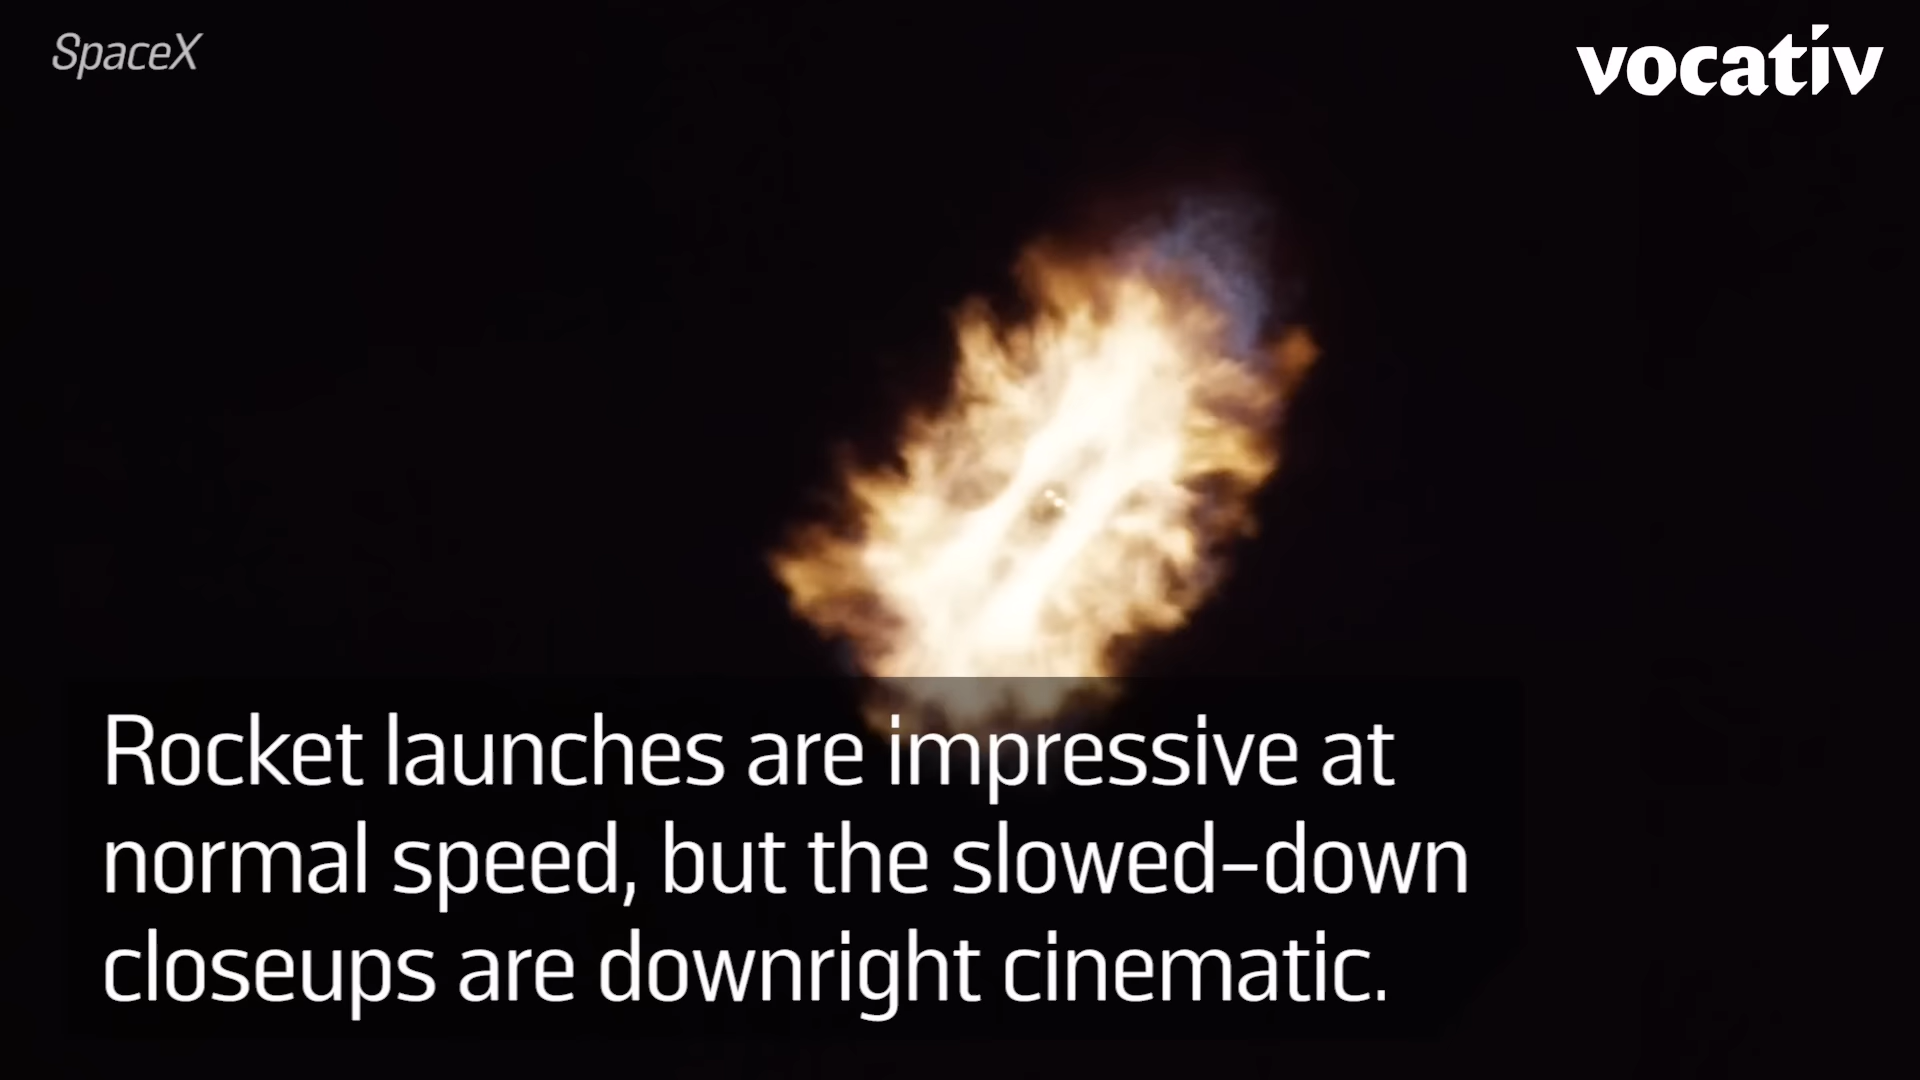 SpaceX
vocativ
Rocket launches are impressive at
normal speed, but the slowed-down
closeups are downright cinematic.